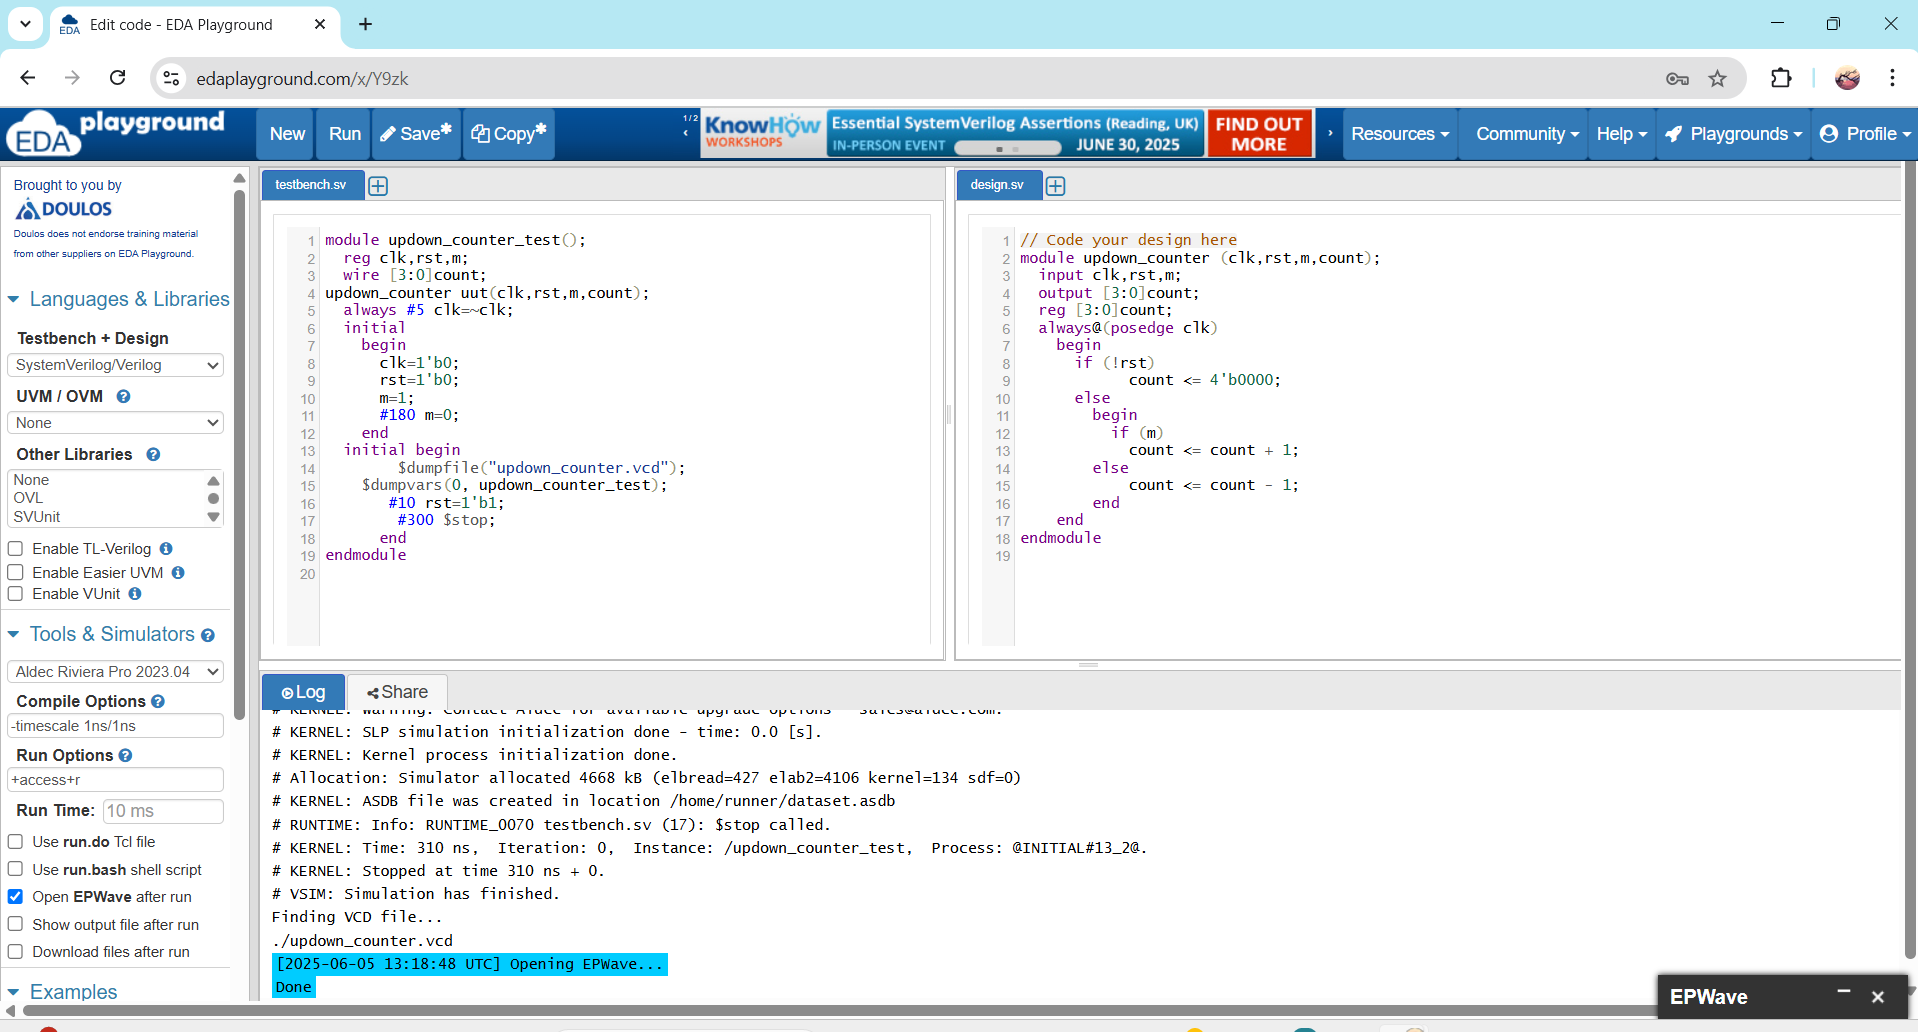 Edit code - EDA Playground
edaplayground.com/x/Y9zk
EDA playground
New
Run
Save*
Copy*
1/2
KnowHow WORKSHOPS
Essential SystemVerilog Assertions (Reading, UK)
IN-PERSON EVENT
JUNE 30, 2025
FIND OUT MORE
Resources
Community
Help
Playgrounds
Profile
Brought to you by
DOULOS
Doulos does not endorse training material
from other suppliers on EDA Playground.
Languages & Libraries
Testbench + Design
SystemVerilog/Verilog
UVM / OVM
None
Other Libraries
None
OVL
SVUnit
Enable TL-Verilog
Enable Easier UVM
Enable VUnit
Tools & Simulators
Aldec Riviera Pro 2023.04
Compile Options
-timescale 1ns/1ns
Run Options
+access+r
Run Time: 10 ms
Use run.do Tcl file
Use run.bash shell script
Open EPWave after run
Show output file after run
Download files after run
Examples
testbench.sv
1 module updown_counter_test();
2 reg clk,rst,m;
3 wire [3:0]count;
4 updown_counter uut(clk,rst,m,count);
5 always #5 clk=~clk;
6 initial
7 begin
8 clk=1'b0;
9 rst=1'b0;
10 m=1;
11 #180 m=0;
12 end
13 initial begin
14 $dumpfile("updown_counter.vcd");
15 $dumpvars(0, updown_counter_test);
16 #10 rst=1'b1;
17 #300 $stop;
18 end
19 endmodule
20
design.sv
1 // Code your design here
2 module updown_counter (clk,rst,m,count);
3 input clk,rst,m;
4 output [3:0]count;
5 reg [3:0]count;
6 always@(posedge clk)
7 begin
8 if (!rst)
9 count <= 4'b0000;
10 else
11 begin
12 if (m)
13 count <= count + 1;
14 else
15 count <= count - 1;
16 end
17 end
18 endmodule
19
Log
Share
# KERNEL: Warning: Contact Aldec for available upgrade options - sales@aldec.com.
# KERNEL: SLP simulation initialization done - time: 0.0 [s].
# KERNEL: Kernel process initialization done.
# Allocation: Simulator allocated 4668 kB (elbread=427 elab2=4106 kernel=134 sdf=0)
# KERNEL: ASDB file was created in location /home/runner/dataset.asdb
# RUNTIME: Info: RUNTIME_0070 testbench.sv (17): $stop called.
# KERNEL: Time: 310 ns, Iteration: 0, Instance: /updown_counter_test, Process: @INITIAL#13_2@.
# KERNEL: Stopped at time 310 ns + 0.
# VSIM: Simulation has finished.
Finding VCD file...
./updown_counter.vcd
[2025-06-05 13:18:48 UTC] Opening EPWave...
Done
EPWave